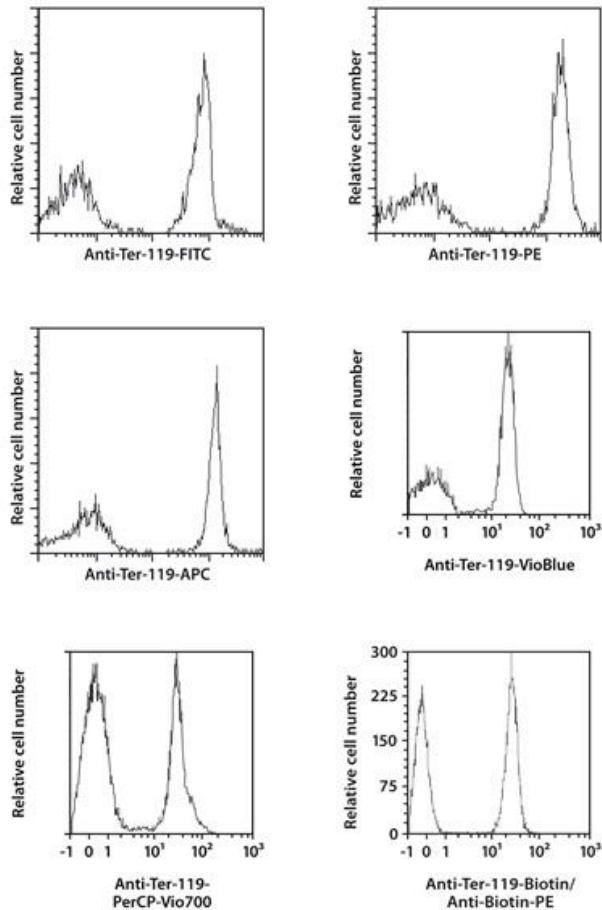 Relative cell number
Anti-Ter-119-FITC
Relative cell number
Anti-Ter-119-PE
Relative cell number
Anti-Ter-119-APC
Relative cell number
-1 0 1 10¹ 10² 10³
Anti-Ter-119-VioBlue
Relative cell number
-1 0 1 10¹ 10² 10³
Anti-Ter-119-
PerCP-Vio700
Relative cell number
300
225
150
75
0
-1 0 1 10¹ 10² 10³
Anti-Ter-119-Biotin/
Anti-Biotin-PE